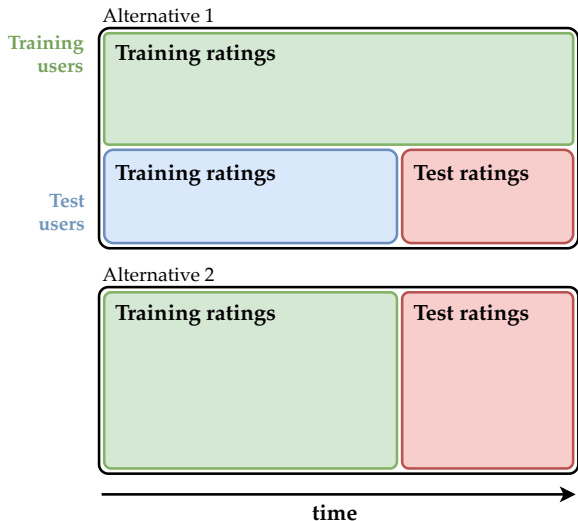 Alternative 1
Training
users
Training ratings
Training ratings
Test ratings
Test
users
Alternative 2
Training ratings
Test ratings
time